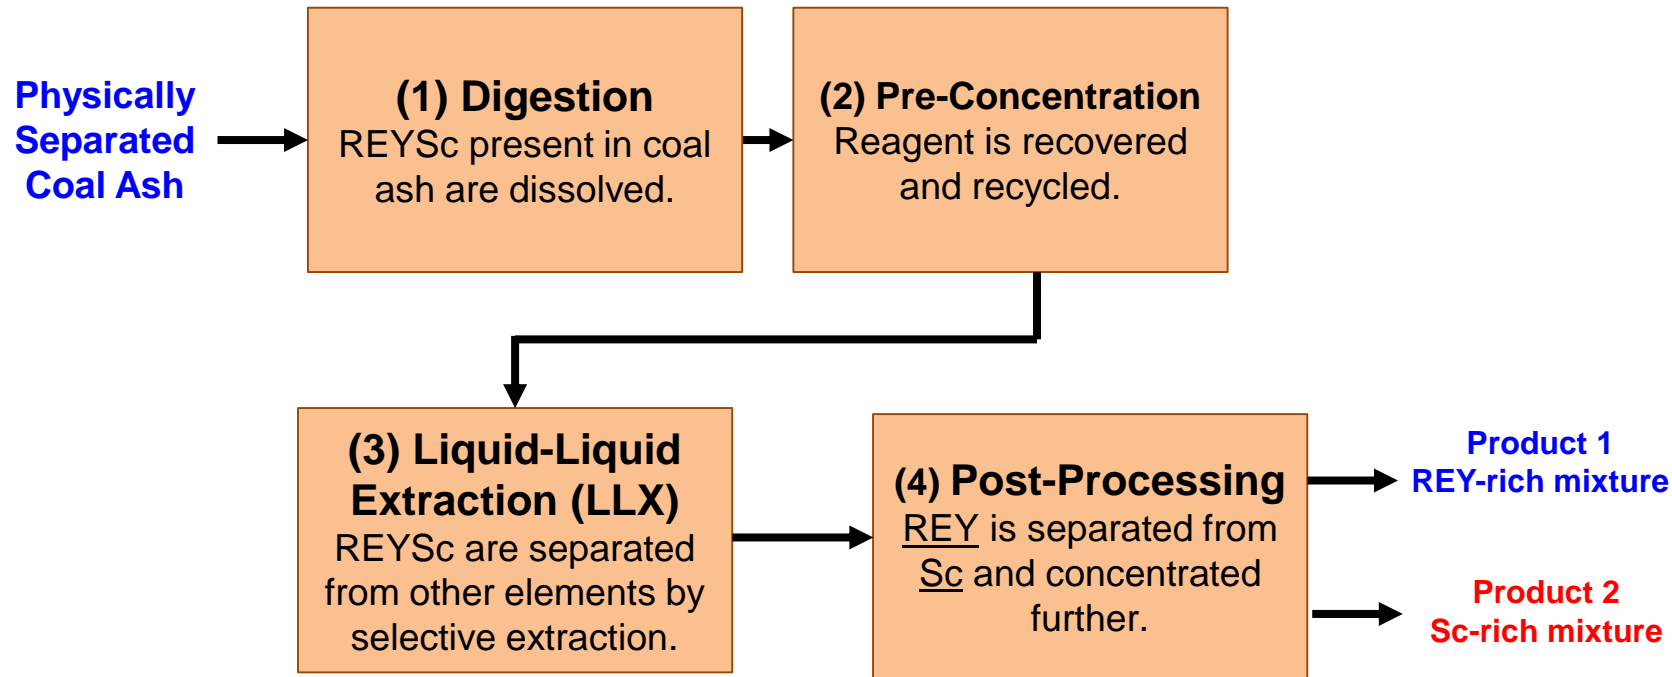 Physically
Separated
Coal Ash
(1) Digestion
REYSc present in coal
ash are dissolved.
(2) Pre-Concentration
Reagent is recovered
and recycled.
(3) Liquid-Liquid
Extraction (LLX)
REYSc are separated
from other elements by
selective extraction.
(4) Post-Processing
REY is separated from
Sc and concentrated
further.
Product 1
REY-rich mixture
Product 2
Sc-rich mixture